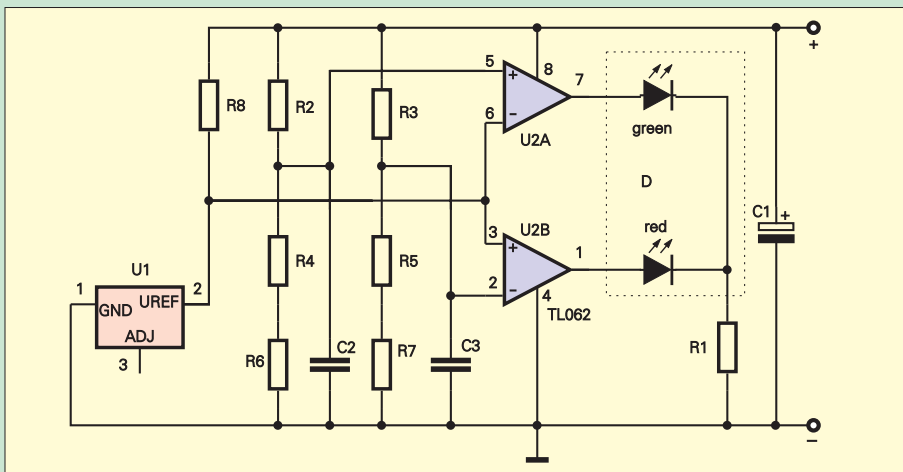 +
5
8
7
R8
R2
R3
+
6
−
green
U2A
D
C1
+
U2B
red
3
+
1
U1
R4
R5
2
−
4
1
GND
UREF
2
TL062
ADJ
3
R6
C2
R7
C3
R1
−